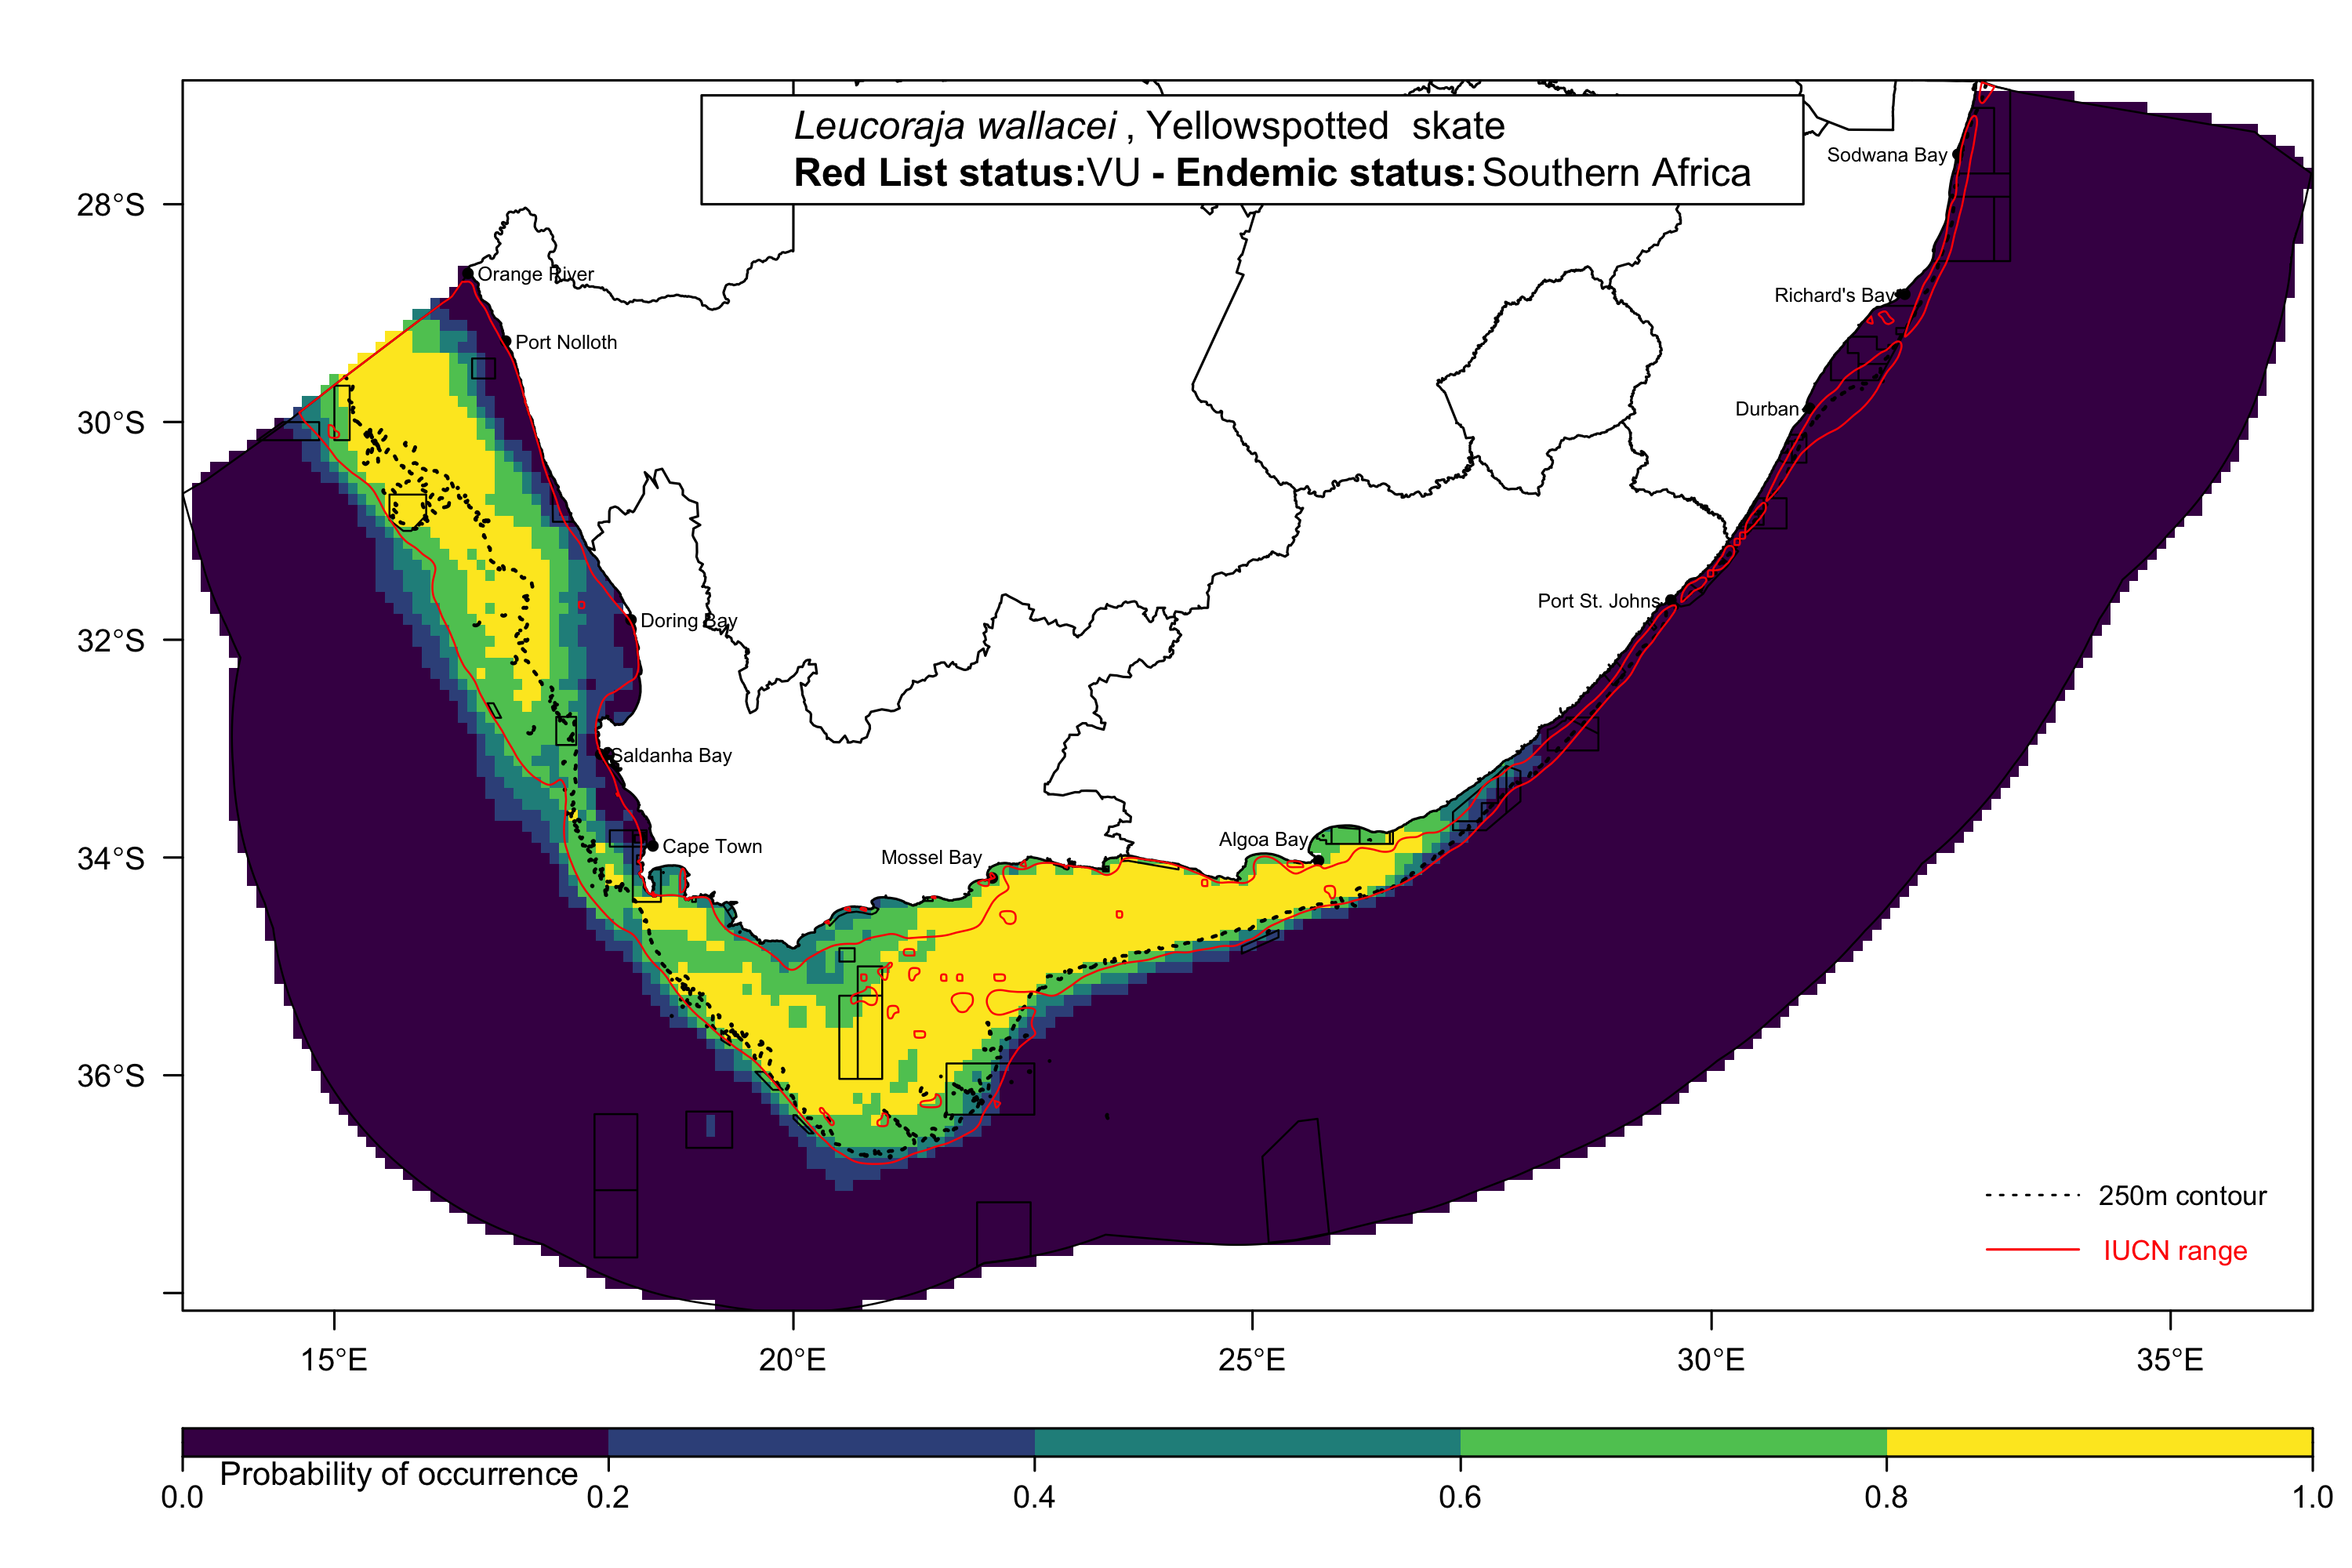 Leucoraja wallacei , Yellowspotted skate
Red List status:VU - Endemic status:Southern Africa
Sodwana Bay
28°S
Orange River
Richard's Bay
Port Nolloth
Durban
30°S
Port St. Johns
Doring Bay
32°S
Saldanha Bay
Algoa Bay
Cape Town
Mossel Bay
34°S
36°S
250m contour
IUCN range
15°E
20°E
25°E
30°E
35°E
Probability of occurrence
0.0
0.2
0.4
0.6
0.8
1.0